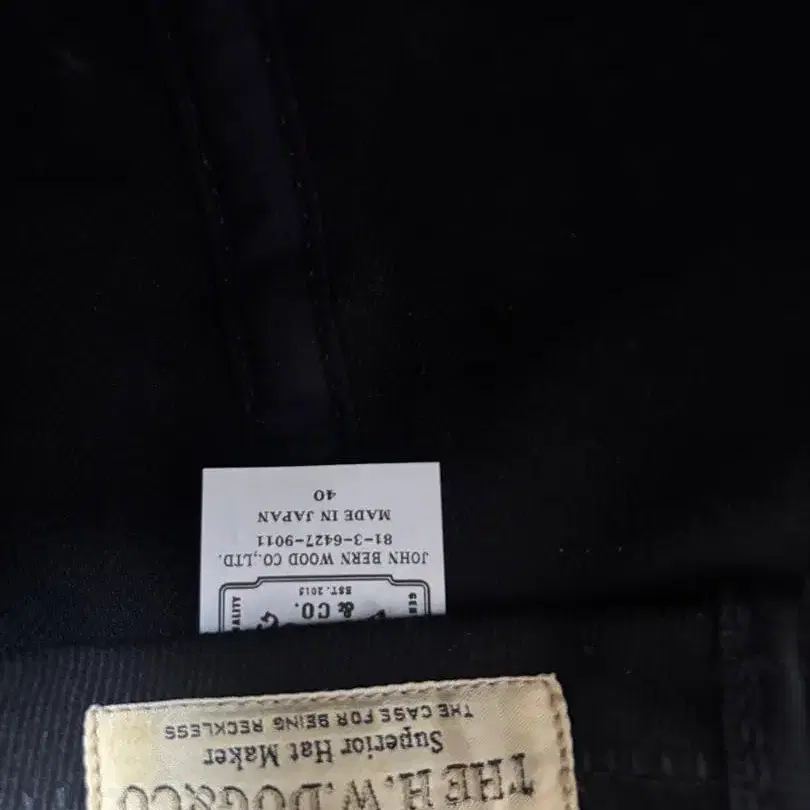 THE H.W.DOG&CO
Superior Hat Maker
THE CASE FOR BEING RECKLESS
& CO.
EST. 2015
JOHN BERN WOOD CO.,LTD.
81-3-6427-9011
MADE IN JAPAN
40